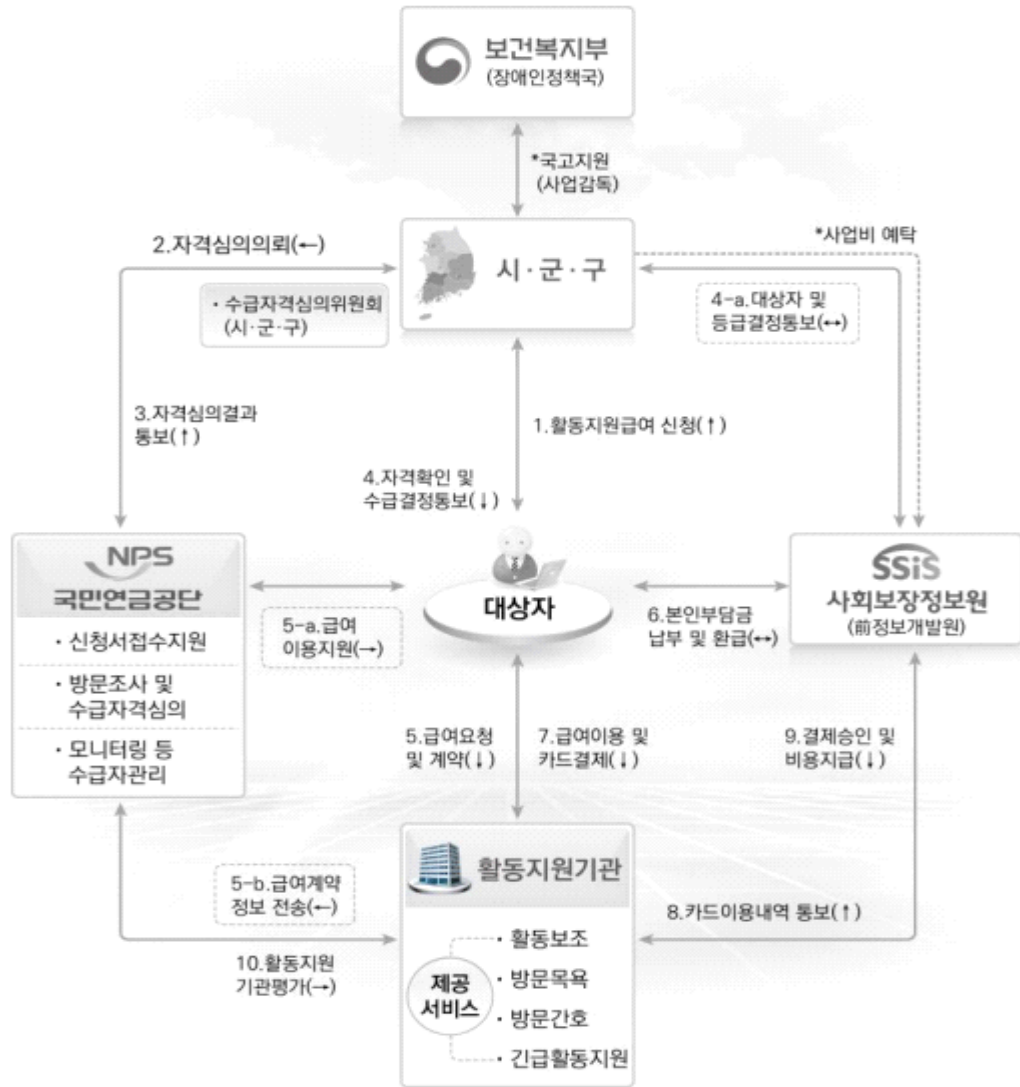 보건복지부
(장애인정책국)
*국고지원
(사업감독)
2.자격심의의뢰(←)
*사업비 예탁
시·군·구
· 수급자격심의위원회
(시·군·구)
4-a.대상자 및
등급결정통보(↔)
3.자격심의결과
통보(↑)
1.활동지원급여 신청(↑)
4.자격확인 및
수급결정통보(↓)
NPS
국민연금공단
· 신청서접수지원
· 방문조사 및
수급자격심의
· 모니터링 등
수급자관리
5-a.급여
이용지원(→)
대상자
6.본인부담금
납부 및 환급(↔)
SSiS
사회보장정보원
(前정보개발원)
5.급여요청
및 계약(↓)
7.급여이용 및
카드결제(↓)
9.결제승인 및
비용지급(↓)
5-b.급여계약
정보 전송(←)
10.활동지원
기관평가(→)
활동지원기관
제공
서비스
· 활동보조
· 방문목욕
· 방문간호
· 긴급활동지원
8.카드이용내역 통보(↑)